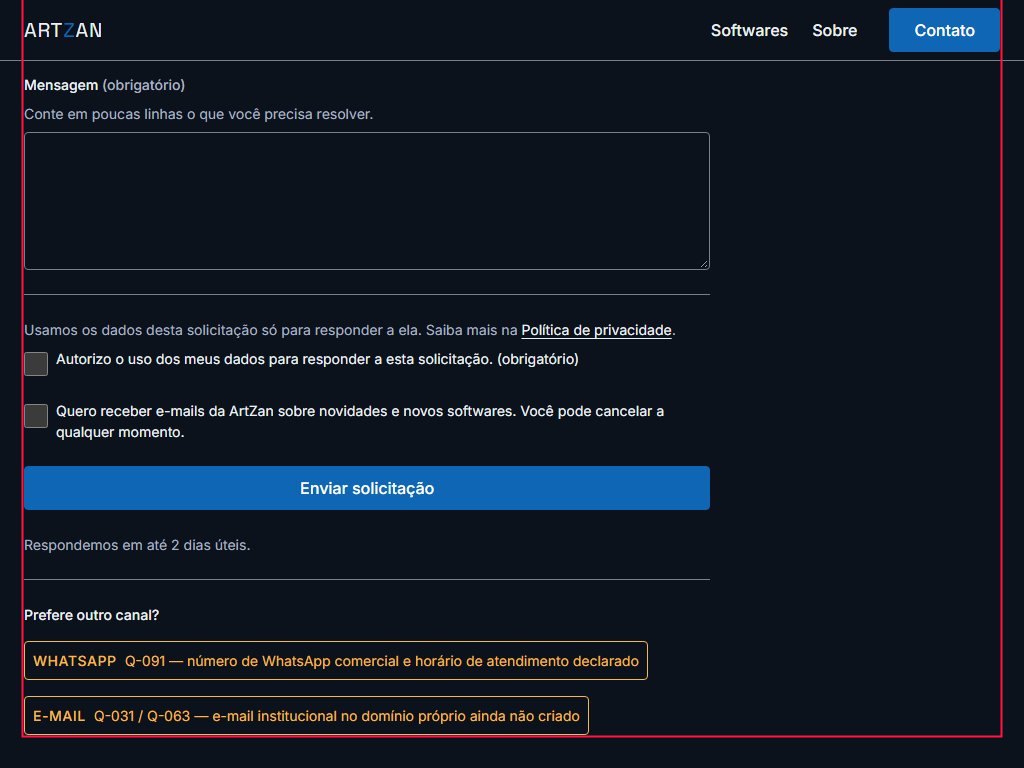 ARTZAN
Softwares
Sobre
Contato
Mensagem (obrigatório)
Conte em poucas linhas o que você precisa resolver.
Usamos os dados desta solicitação só para responder a ela. Saiba mais na Política de privacidade.
Autorizo o uso dos meus dados para responder a esta solicitação. (obrigatório)
Quero receber e-mails da ArtZan sobre novidades e novos softwares. Você pode cancelar a
qualquer momento.
Enviar solicitação
Respondemos em até 2 dias úteis.
Prefere outro canal?
WHATSAPP Q-091 — número de WhatsApp comercial e horário de atendimento declarado
E-MAIL Q-031 / Q-063 — e-mail institucional no domínio próprio ainda não criado